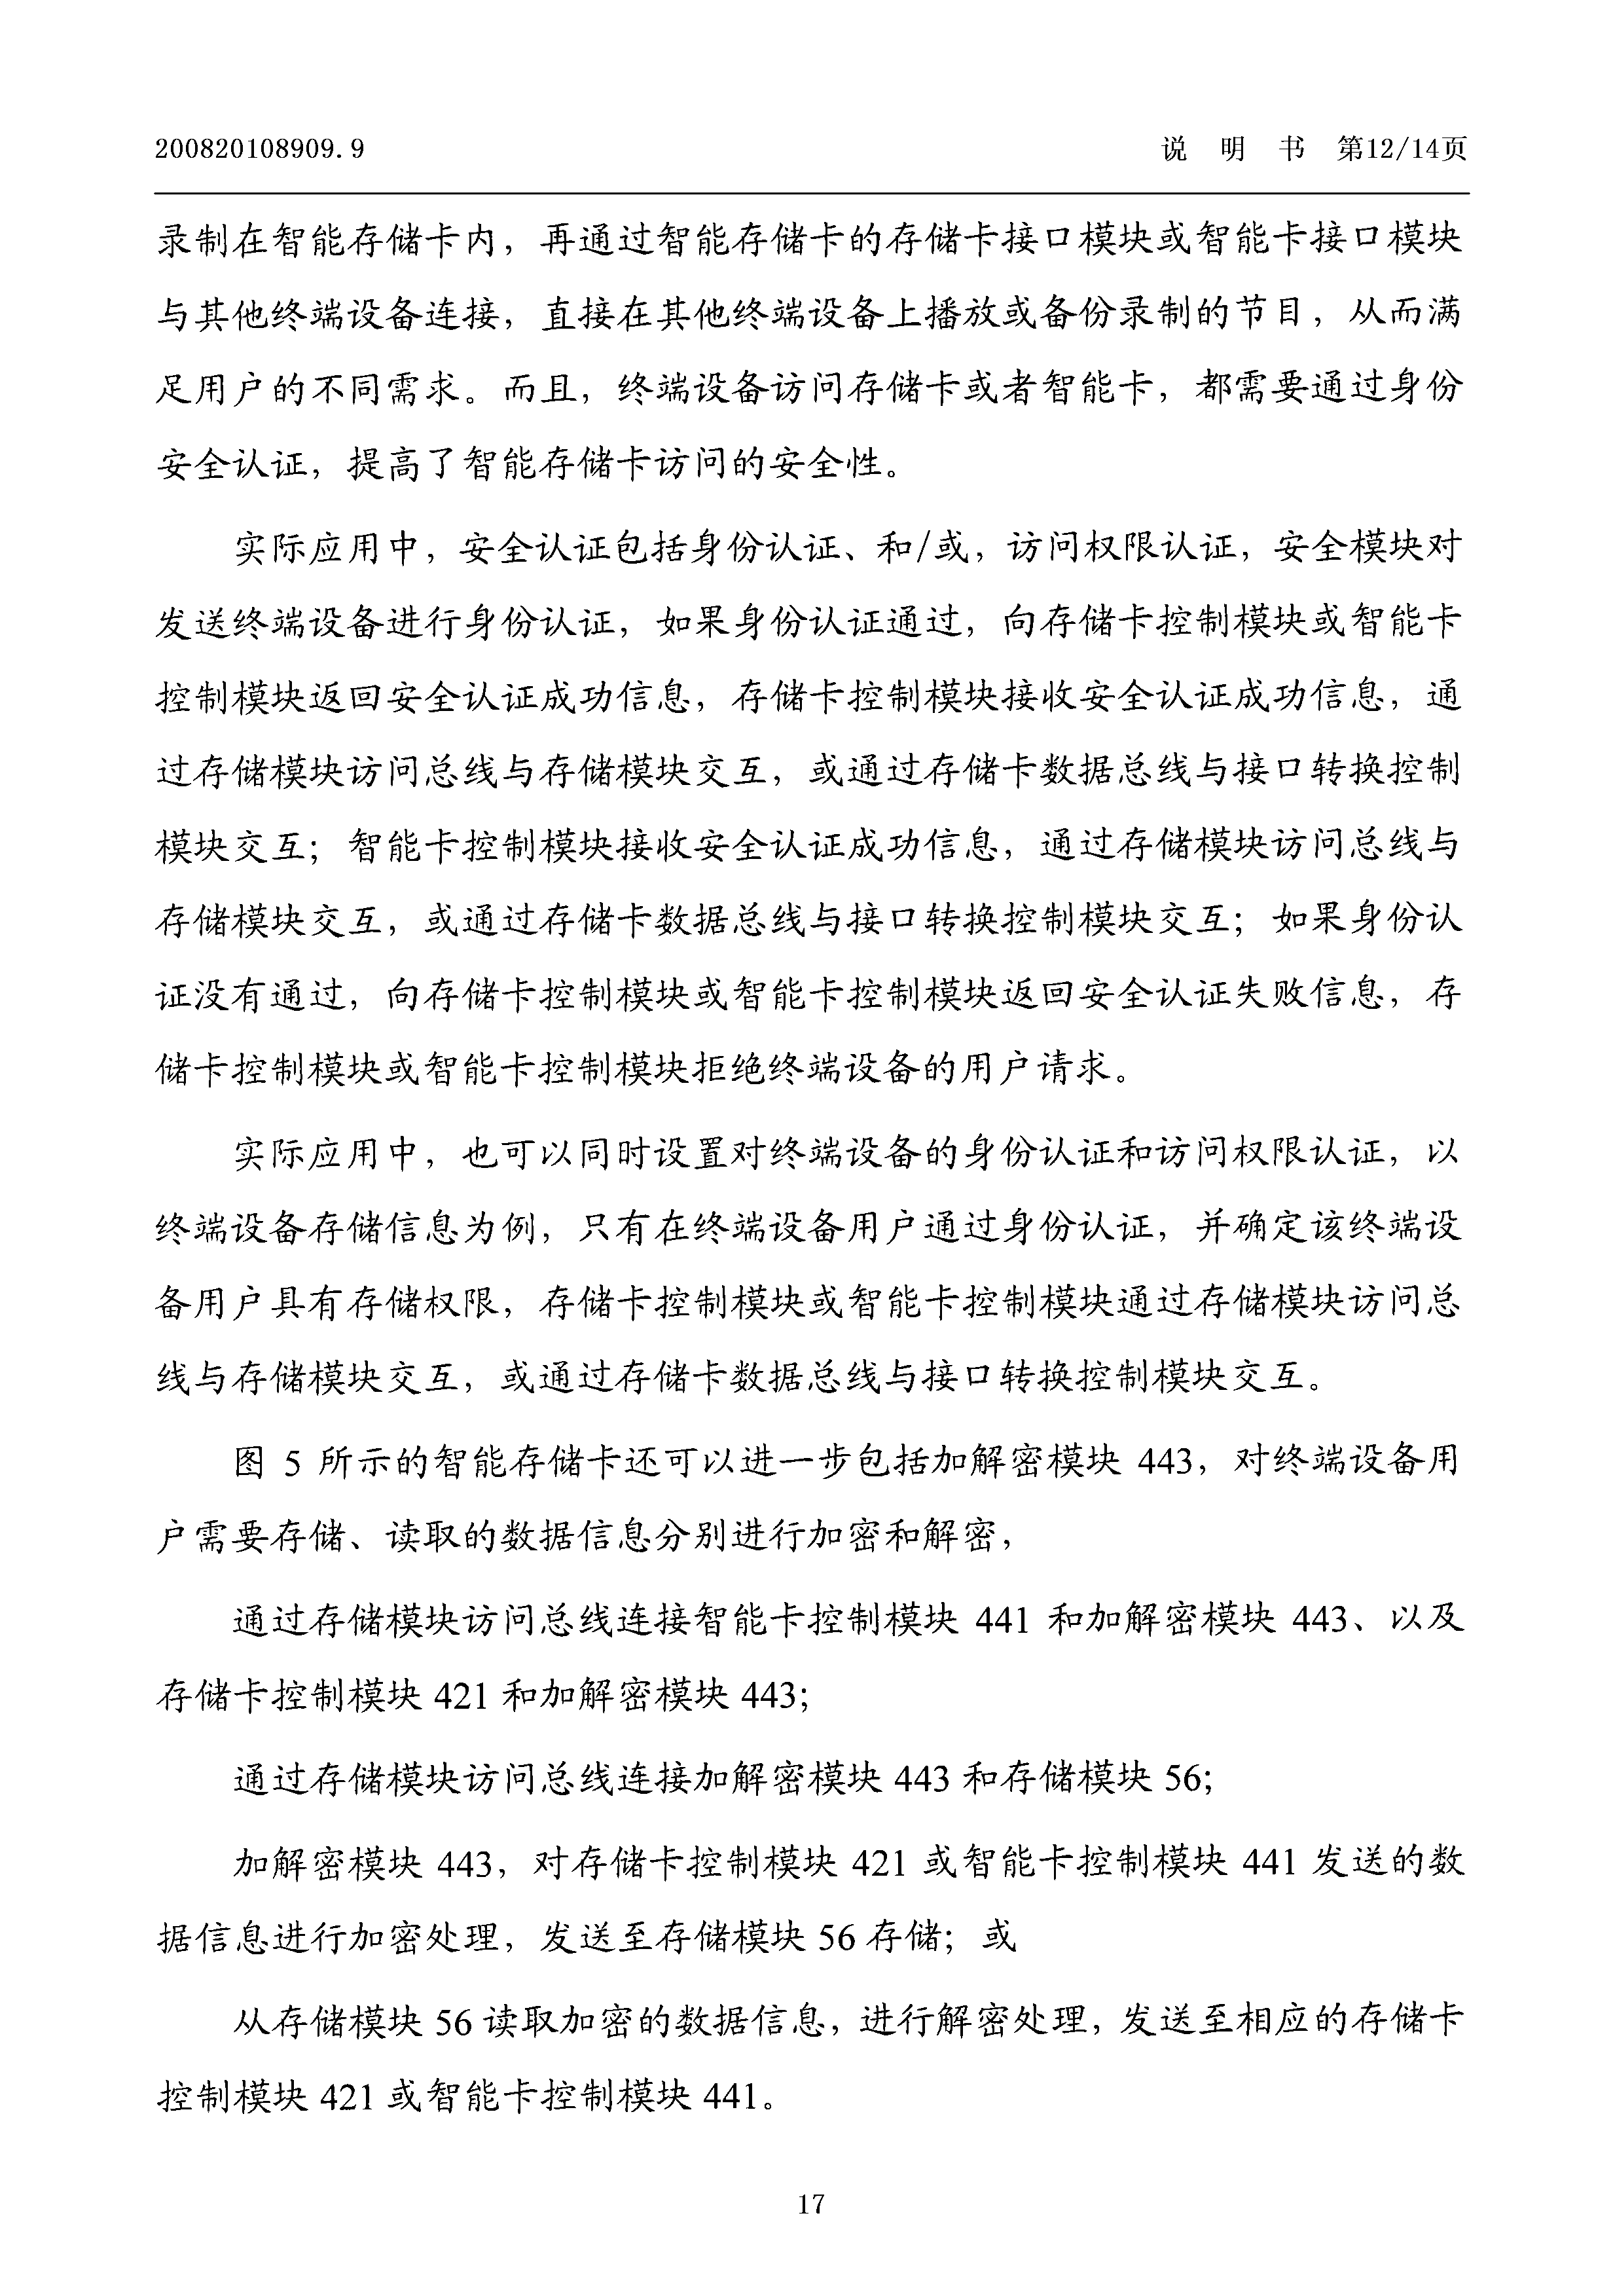 200820108909.9 说 明 书 第12/14页
录制在智能存储卡内，再通过智能存储卡的存储卡接口模块或智能卡接口模块
与其他终端设备连接，直接在其他终端设备上播放或备份录制的节目，从而满
足用户的不同需求。而且，终端设备访问存储卡或者智能卡，都需要通过身份
安全认证，提高了智能存储卡访问的安全性。
实际应用中，安全认证包括身份认证、和/或，访问权限认证，安全模块对
发送终端设备进行身份认证，如果身份认证通过，向存储卡控制模块或智能卡
控制模块返回安全认证成功信息，存储卡控制模块接收安全认证成功信息，通
过存储模块访问总线与存储模块交互，或通过存储卡数据总线与接口转换控制
模块交互；智能卡控制模块接收安全认证成功信息，通过存储模块访问总线与
存储模块交互，或通过存储卡数据总线与接口转换控制模块交互；如果身份认
证没有通过，向存储卡控制模块或智能卡控制模块返回安全认证失败信息，存
储卡控制模块或智能卡控制模块拒绝终端设备的用户请求。
实际应用中，也可以同时设置对终端设备的身份认证和访问权限认证，以
终端设备存储信息为例，只有在终端设备用户通过身份认证，并确定该终端设
备用户具有存储权限，存储卡控制模块或智能卡控制模块通过存储模块访问总
线与存储模块交互，或通过存储卡数据总线与接口转换控制模块交互。
图 5 所示的智能存储卡还可以进一步包括加解密模块 443，对终端设备用
户需要存储、读取的数据信息分别进行加密和解密，
通过存储模块访问总线连接智能卡控制模块 441 和加解密模块 443、以及
存储卡控制模块 421 和加解密模块 443；
通过存储模块访问总线连接加解密模块 443 和存储模块 56；
加解密模块 443，对存储卡控制模块 421 或智能卡控制模块 441 发送的数
据信息进行加密处理，发送至存储模块 56 存储；或
从存储模块 56 读取加密的数据信息，进行解密处理，发送至相应的存储卡
控制模块 421 或智能卡控制模块 441。
17